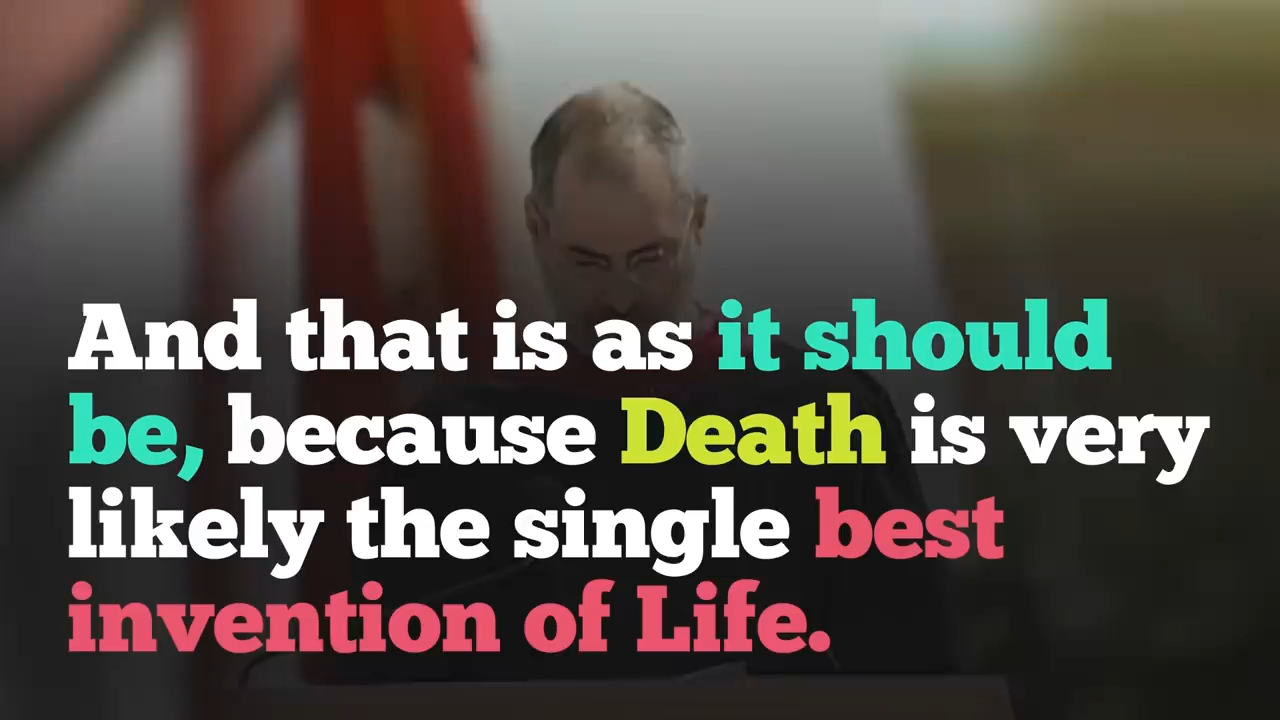 And that is as it should
be, because Death is very
likely the single best
invention of Life.